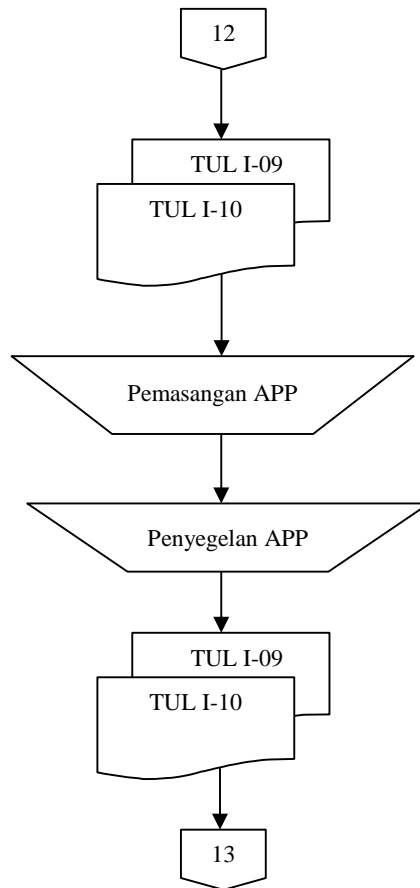 12
TUL I-09
TUL I-10
Pemasangan APP
Penyegelan APP
TUL I-09
TUL I-10
13